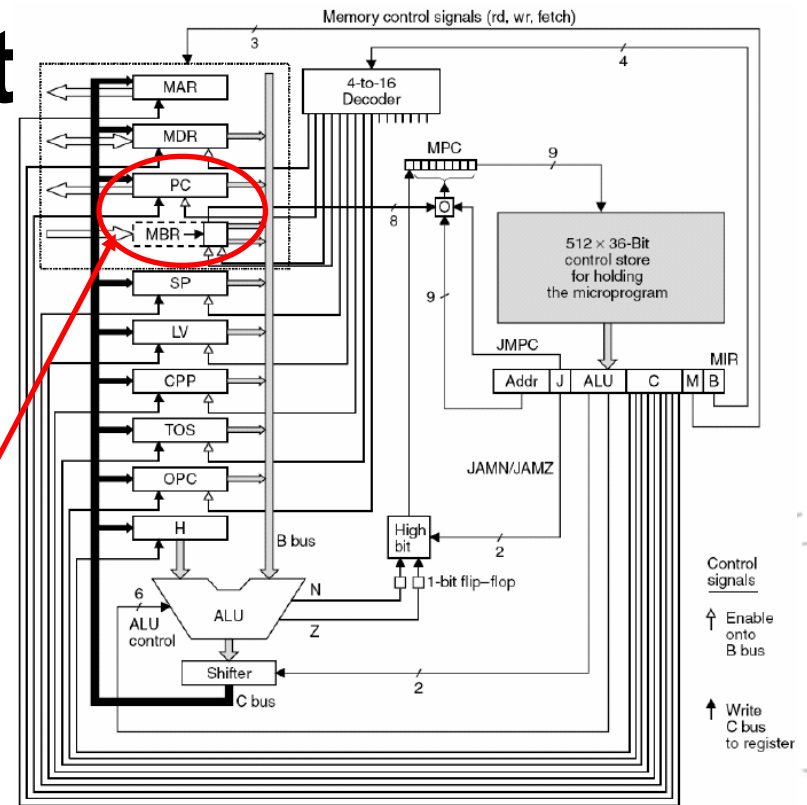 t
Memory control signals (rd, wr, fetch)
3
4
MAR
MDR
PC
MBR
SP
LV
CPP
TOS
OPC
H
4-to-16
Decoder
MPC
9
8
O
512 × 36-Bit
control store
for holding
the microprogram
9
JMPC
MIR
Addr J ALU C M B
JAMN/JAMZ
B bus
High
bit
2
1-bit flip–flop
N
Z
6
ALU
control
ALU
Shifter
2
C bus
Control
signals
Enable
onto
B bus
Write
C bus
to register